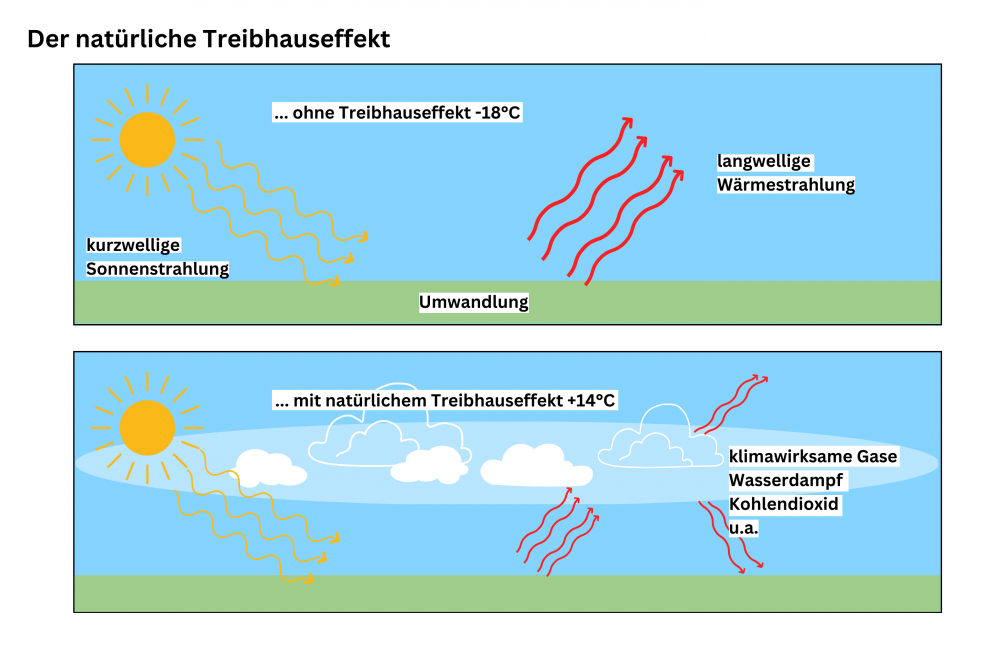 Der natürliche Treibhauseffekt
... ohne Treibhauseffekt -18°C
langwellige
Wärmestrahlung
kurzwellige
Sonnenstrahlung
Umwandlung
... mit natürlichem Treibhauseffekt +14°C
klimawirksame Gase
Wasserdampf
Kohlendioxid
u.a.